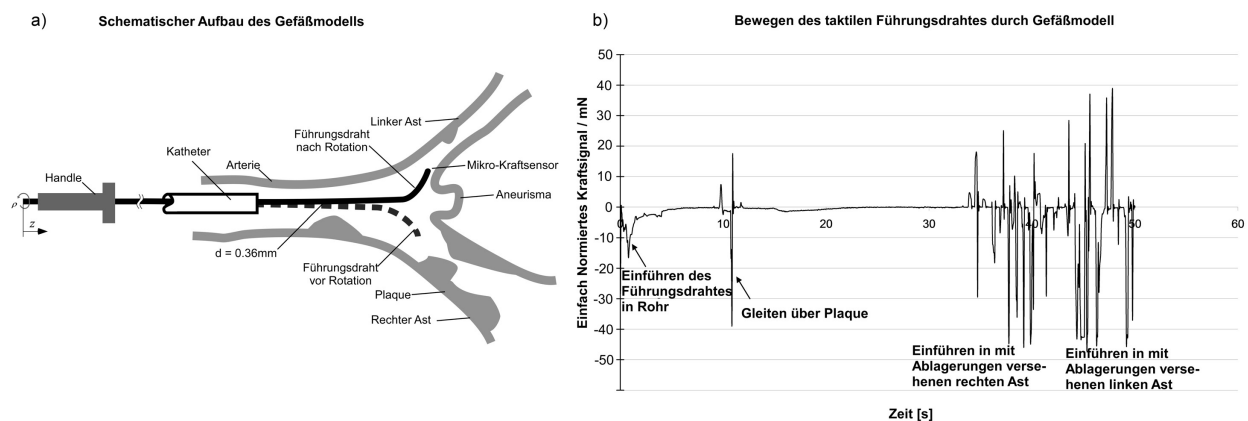 a)
Schematischer Aufbau des Gefäßmodells
Linker Ast
Führungsdraht
nach Rotation
Katheter
Arterie
Mikro-Kraftsensor
Handle
Aneurisma
ρ
z
d = 0.36mm
Führungsdraht
vor Rotation
Plaque
Rechter Ast
b)
Bewegen des taktilen Führungsdrahtes durch Gefäßmodell
Einfach Normiertes Kraftsignal / mN
50
40
30
20
10
0
-10
-20
-30
-40
-50
0
10
20
30
40
50
60
Einführen des
Führungsdrahtes
in Rohr
Gleiten über Plaque
Einführen in mit
Ablagerungen verse-
henen rechten Ast
Einführen in mit
Ablagerungen verse-
henen linken Ast
Zeit [s]